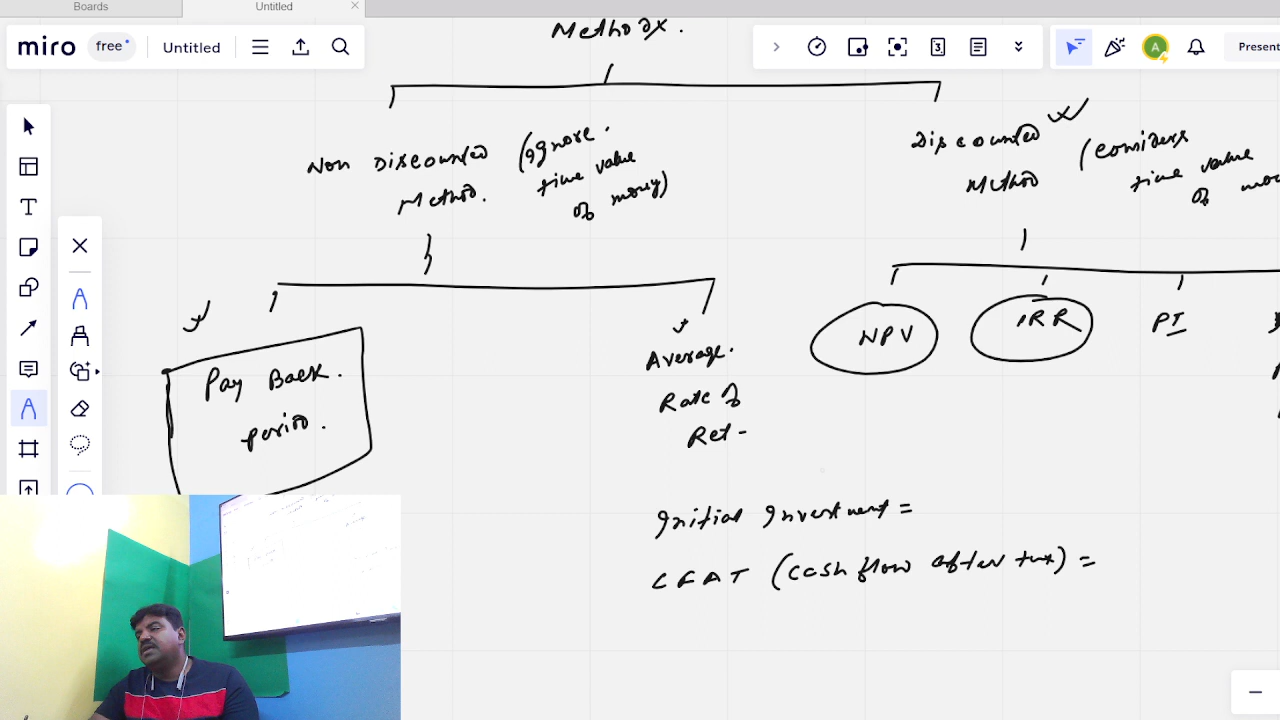 Boards
Untitled
miro
free
Untitled
3
A
Present
Methods.
Non Discounted
Method.
(ignore.
time value
of money)
Discounted
Method
(considers
time value
of mon
Pay Back.
period.
Average.
Rate of
Ret -
NPV
IRR
PI
Initial Investment =
CFAT (cash flow after tax) =